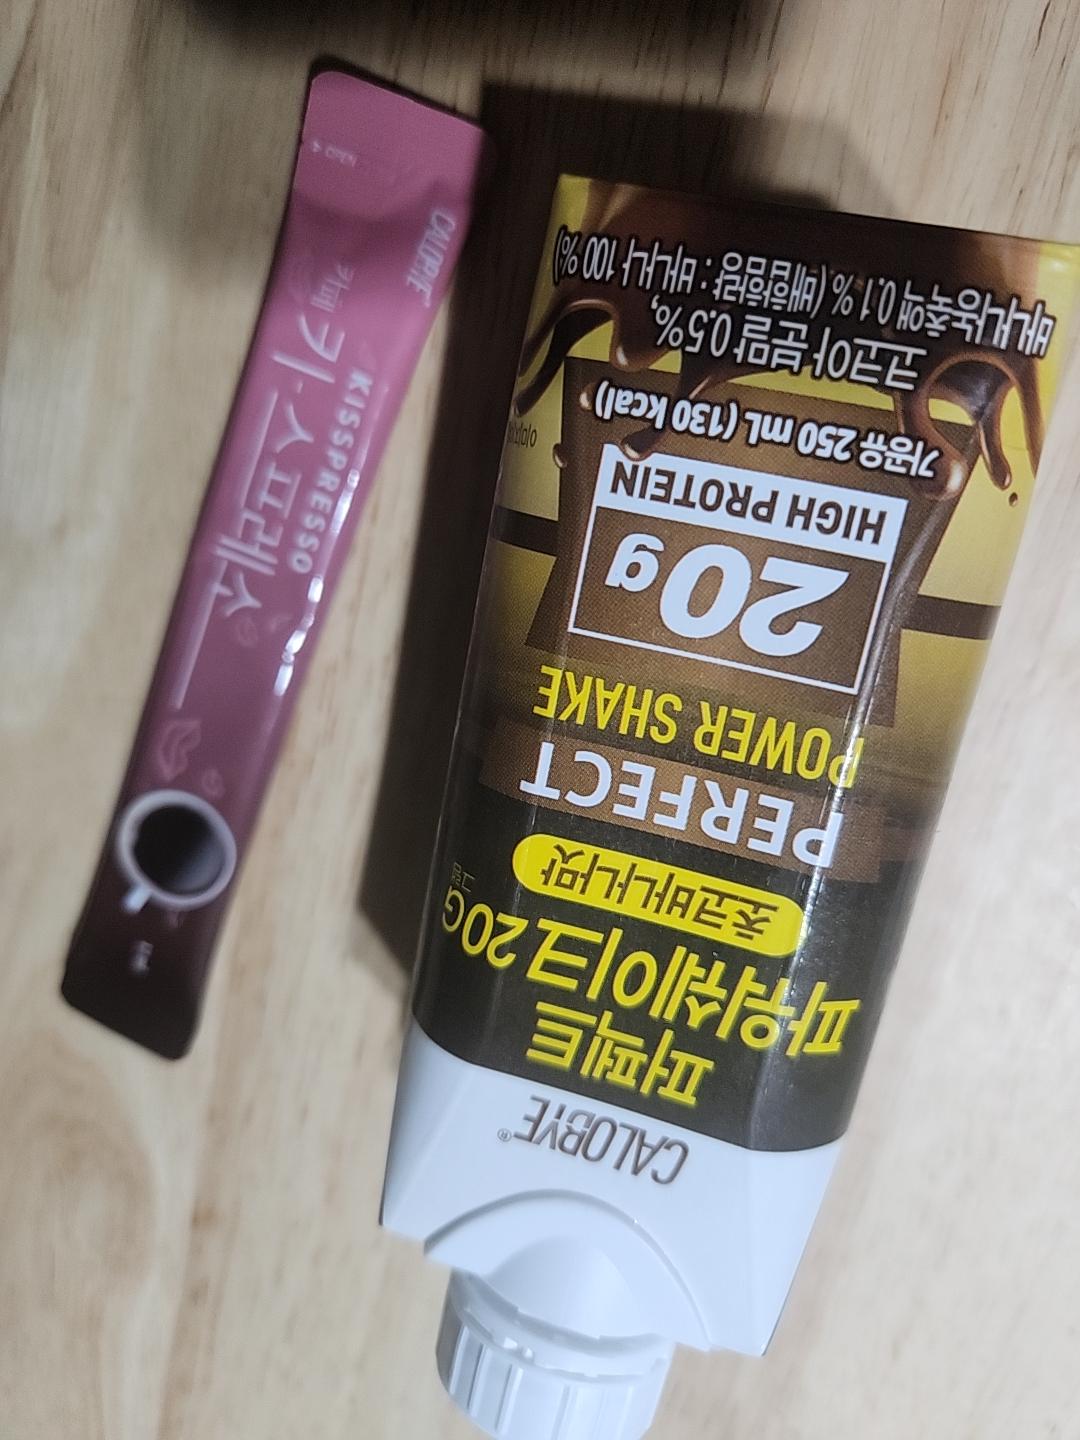 CALOBYE®
퍼펙트
파워쉐이크 20G
초코바나나맛
PERFECT
POWER SHAKE
20g
HIGH PROTEIN
가공유 250 mL (130 kcal)
코코아 분말 0.5%,
바나나농축액 0.1% (배합함량 : 바나나 100%)
OPEN
CALOBYE
카페
키스프레소
KISSPRESSO